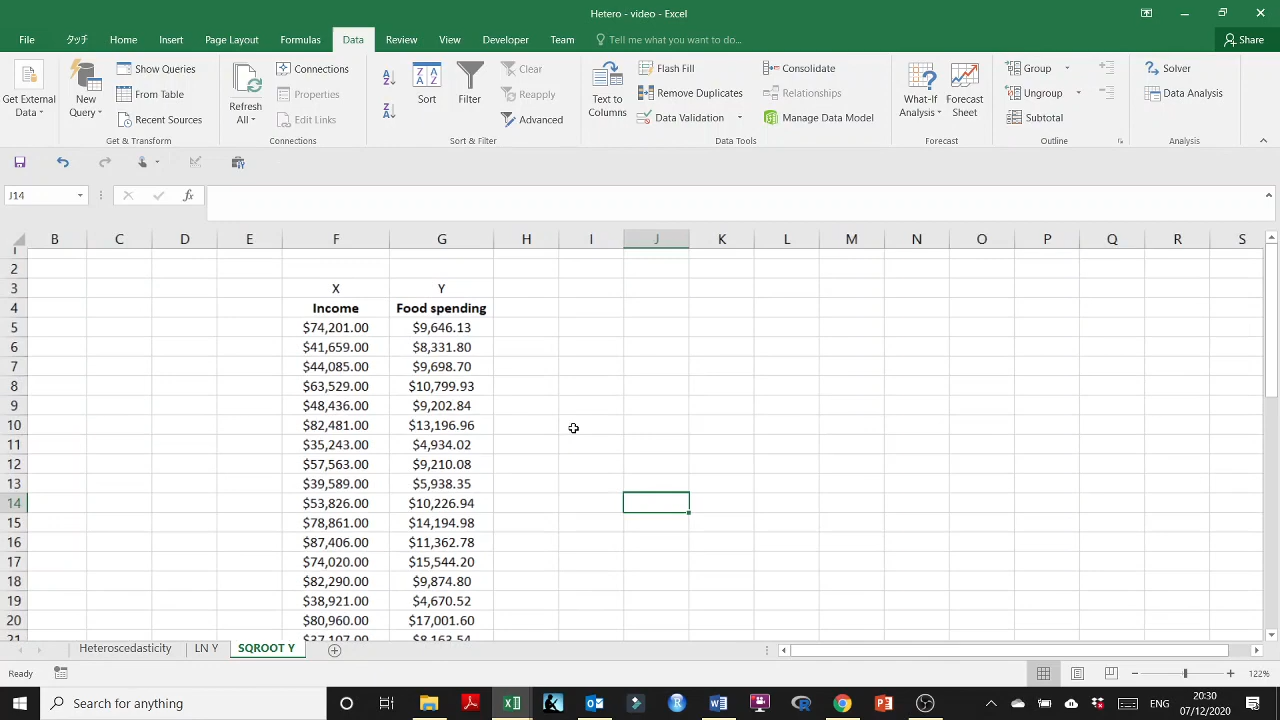 Hetero - video - Excel
File タッチ Home Insert Page Layout Formulas Data Review View Developer Team Tell me what you want to do... Share
Get External Data
New Query
Show Queries
From Table
Recent Sources
Get & Transform
Refresh All
Connections
Properties
Edit Links
Connections
Sort
Filter
Clear
Reapply
Advanced
Sort & Filter
Text to Columns
Flash Fill
Remove Duplicates
Data Validation
Consolidate
Relationships
Manage Data Model
Data Tools
What-If Analysis
Forecast Sheet
Forecast
Group
Ungroup
Subtotal
Outline
Solver
Data Analysis
Analysis
J14 fx
B C D E F G H I J K L M N O P Q R S
1
2
3 X Y
4 Income Food spending
5 $74,201.00 $9,646.13
6 $41,659.00 $8,331.80
7 $44,085.00 $9,698.70
8 $63,529.00 $10,799.93
9 $48,436.00 $9,202.84
10 $82,481.00 $13,196.96
11 $35,243.00 $4,934.02
12 $57,563.00 $9,210.08
13 $39,589.00 $5,938.35
14 $53,826.00 $10,226.94
15 $78,861.00 $14,194.98
16 $87,406.00 $11,362.78
17 $74,020.00 $15,544.20
18 $82,290.00 $9,874.80
19 $38,921.00 $4,670.52
20 $80,960.00 $17,001.60
21 $37,107.00 $8,163.54
Heteroscedasticity LN Y SQROOT Y
Ready 122%
Type here to search ENG 20:30
07/12/2020